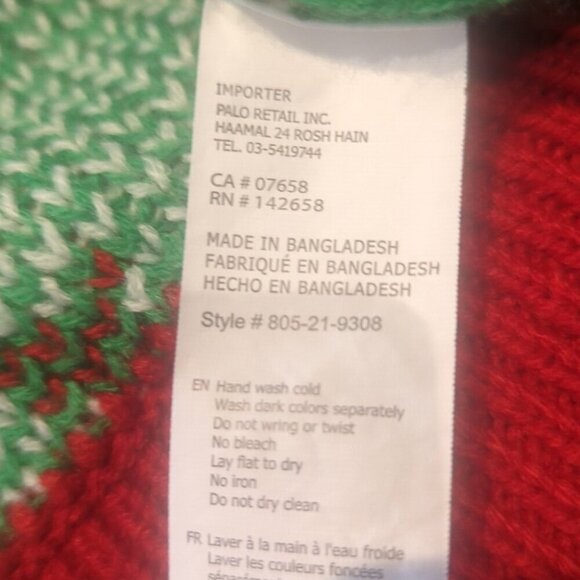 IMPORTER
PALO RETAIL INC.
HAAMAL 24 ROSH HAIN
TEL. 03-5419744
CA # 07658
RN # 142658
MADE IN BANGLADESH
FABRIQUÉ EN BANGLADESH
HECHO EN BANGLADESH
Style # 805-21-9308
EN Hand wash cold
Wash dark colors separately
Do not wring or twist
No bleach
Lay flat to dry
No iron
Do not dry clean
FR Laver à la main à l'eau froide
Laver les couleurs foncées
séparément